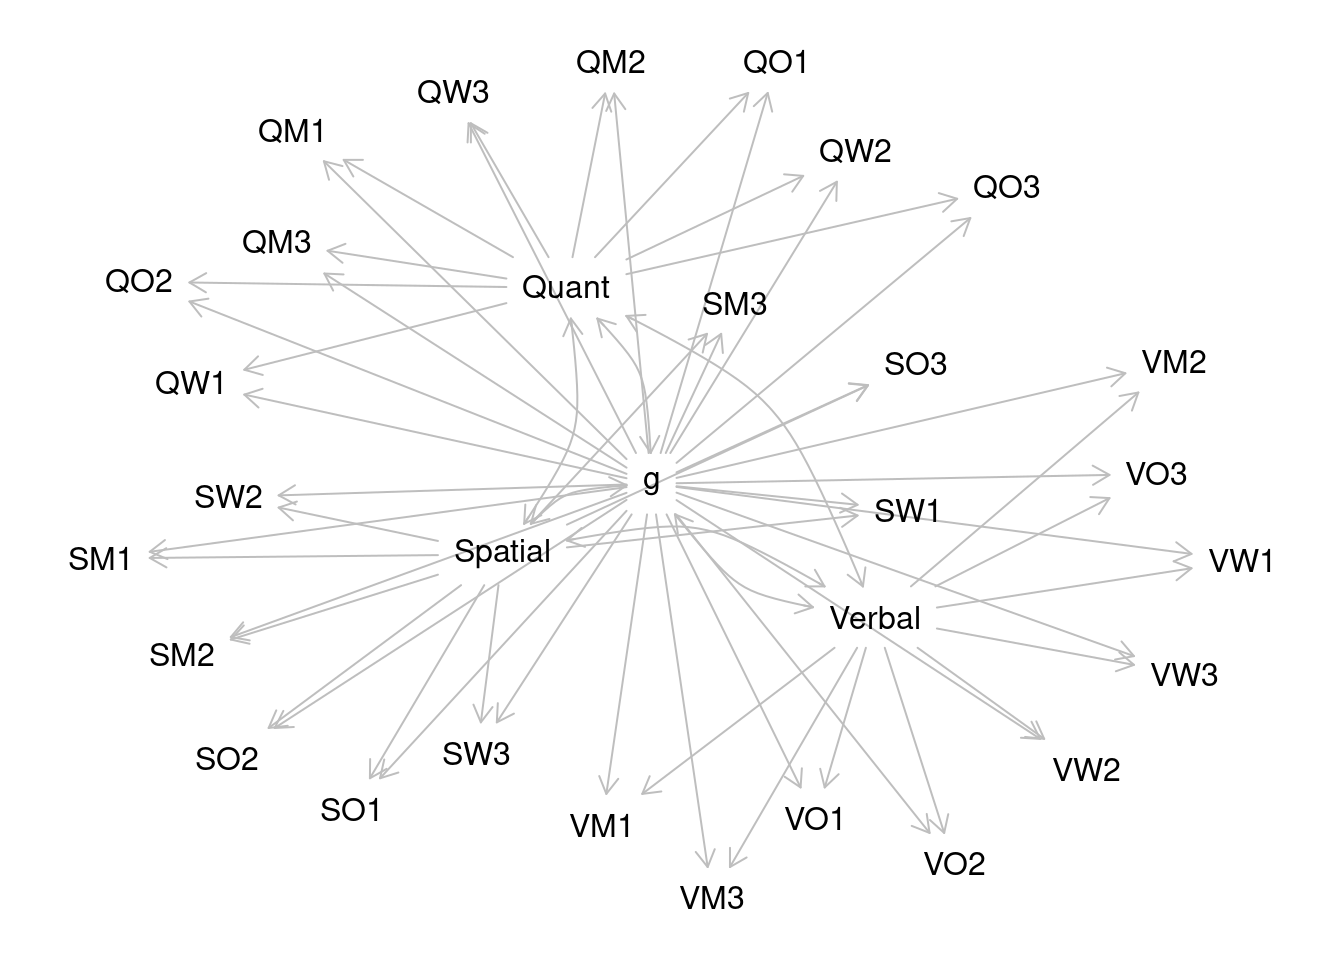 QM2
QO1
QW3
QM1
QW2
QO3
QM3
QO2
Quant
SM3
VM2
SO3
QW1
VO3
g
SW2
SW1
Spatial
SM1
VW1
Verbal
SM2
VW3
SW3
SO2
VW2
SO1
VO1
VM1
VO2
VM3